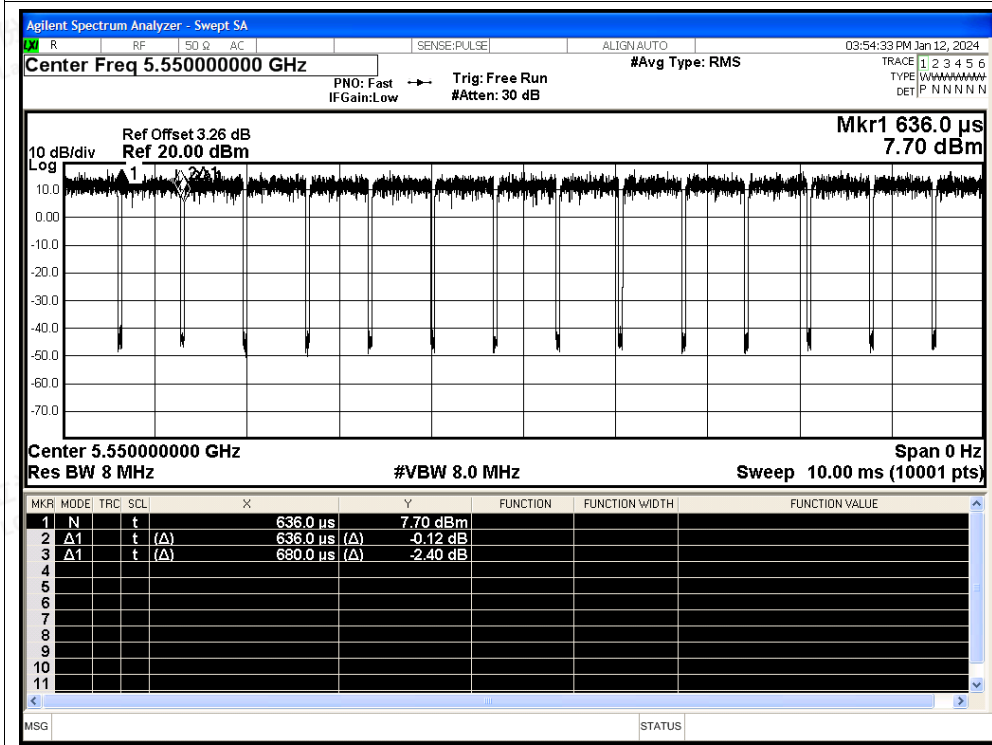 Agilent Spectrum Analyzer - Swept SA
LXI R RF 50 Ω AC SENSE:PULSE ALIGN AUTO 03:54:33 PM Jan 12, 2024
Center Freq 5.550000000 GHz #Avg Type: RMS TRACE 1 2 3 4 5 6
PNO: Fast Trig: Free Run TYPE
IFGain:Low #Atten: 30 dB DET P N N N N N
Mkr1 636.0 µs
7.70 dBm
Ref Offset 3.26 dB
10 dB/div Ref 20.00 dBm
Log
1 2Δ1
10.0
0.00
-10.0
-20.0
-30.0
-40.0
-50.0
-60.0
-70.0
Center 5.550000000 GHz Span 0 Hz
Res BW 8 MHz #VBW 8.0 MHz Sweep 10.00 ms (10001 pts)
MKR MODE TRC SCL X Y FUNCTION FUNCTION WIDTH FUNCTION VALUE
1 N t 636.0 µs 7.70 dBm
2 Δ1 t (Δ) 636.0 µs (Δ) -0.12 dB
3 Δ1 t (Δ) 680.0 µs (Δ) -2.40 dB
4
5
6
7
8
9
10
11
MSG STATUS